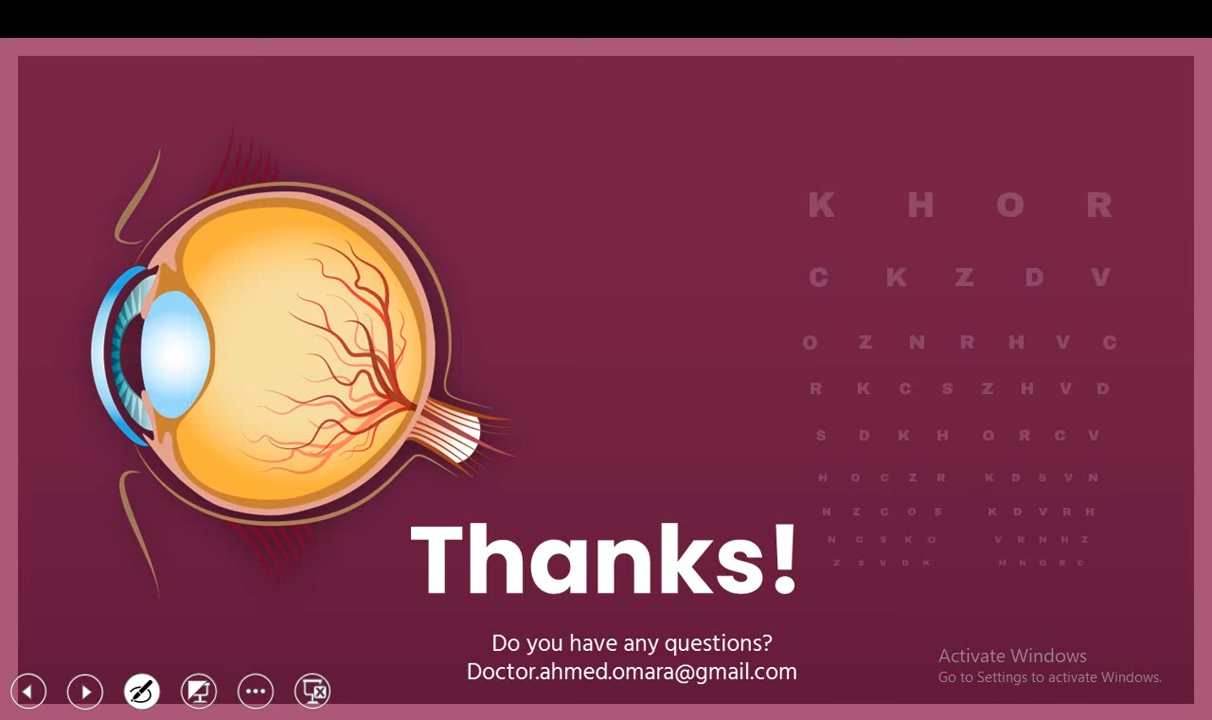 K H O R
C K Z D V
O Z N R H V C
R K C S Z H V D
S D K H O R C V
H O C Z R K D S V N
N Z C O S K D V R H
N C S K O V R N H Z
Z S V O K H N O R D
Thanks!
Do you have any questions?
Doctor.ahmed.omara@gmail.com
Activate Windows
Go to Settings to activate Windows.